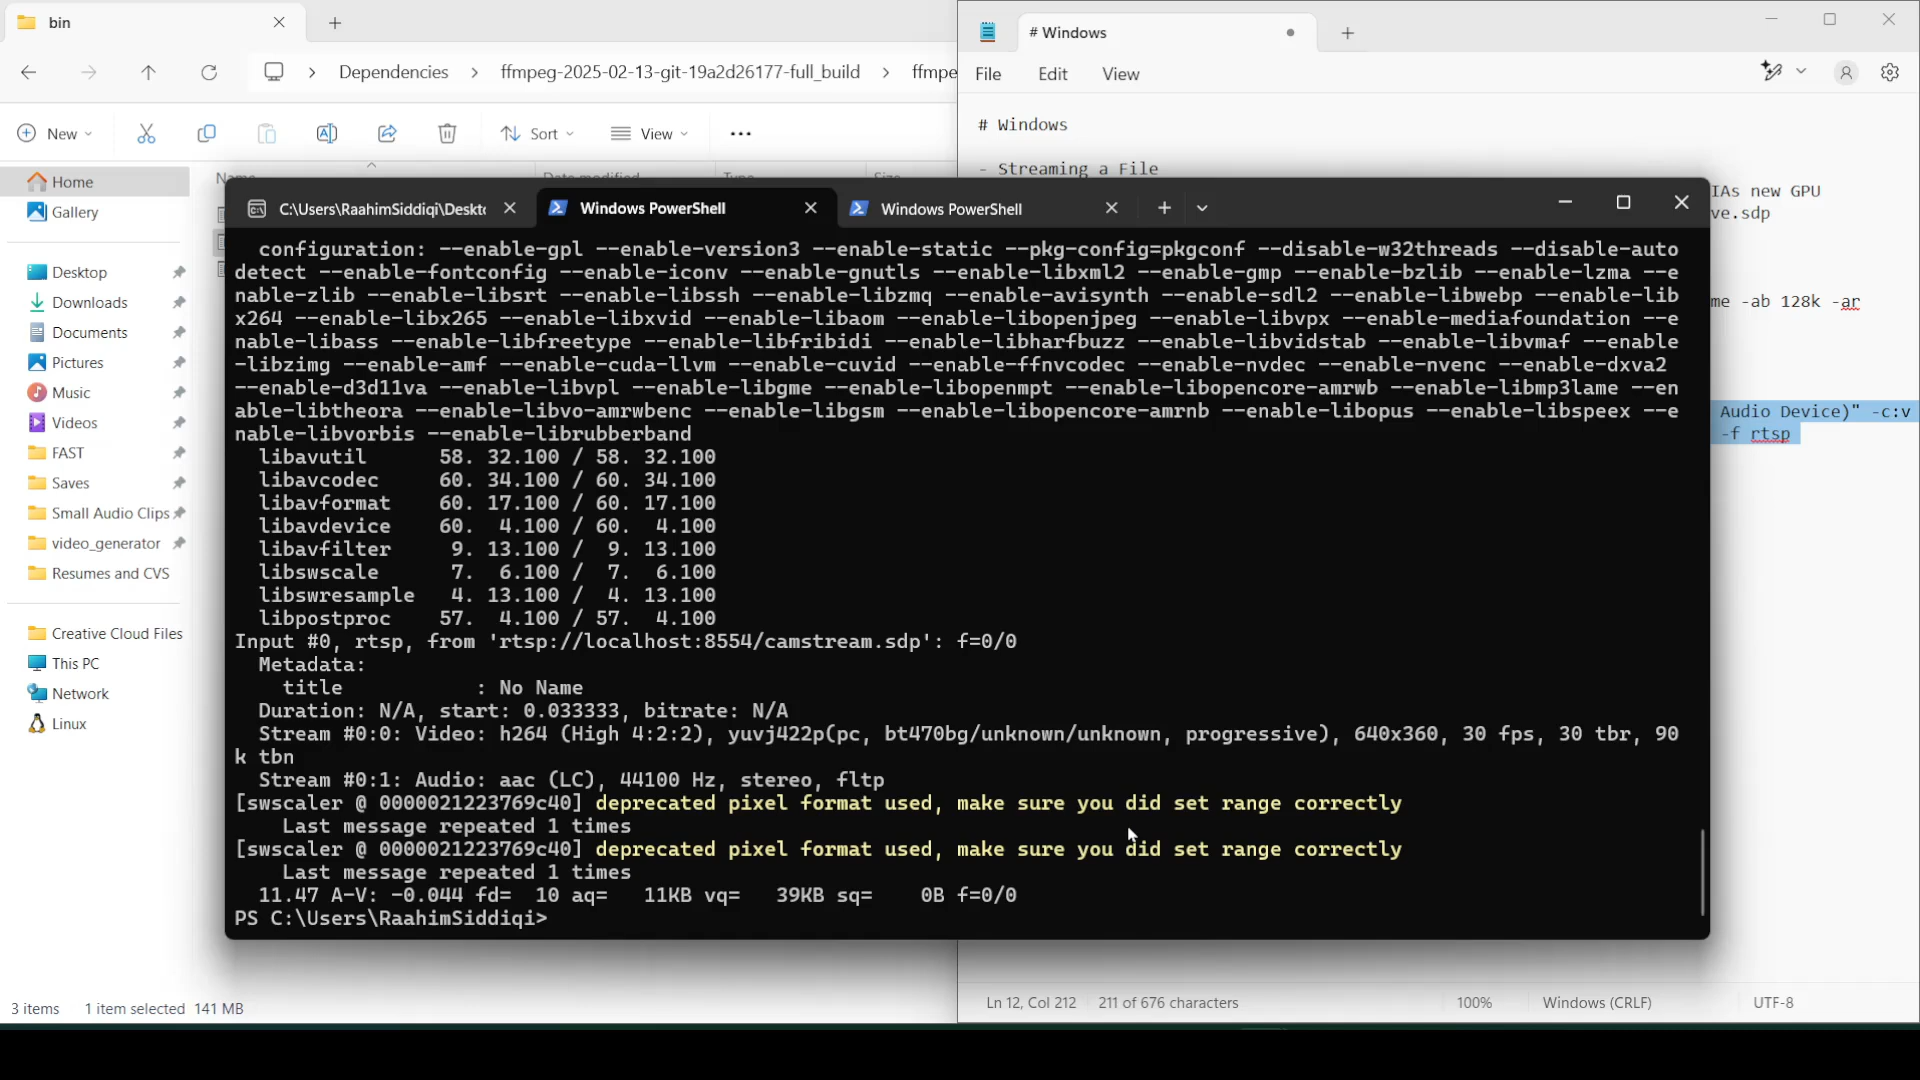 bin
# Windows
Dependencies
ffmpeg-2025-02-13-git-19a2d26177-full_build
ffmpe
File Edit View
New
Sort
View
# Windows
- Streaming a File
Home
Gallery
Desktop
Downloads
Documents
Pictures
Music
Videos
FAST
Saves
Small Audio Clips
video_generator
Resumes and CVS
Creative Cloud Files
This PC
Network
Linux
IAs new GPU
ve.sdp
me -ab 128k -ar
Audio Device)" -c:v
-f rtsp
C:\Users\RaahimSiddiqi\Deskt
Windows PowerShell
Windows PowerShell
configuration: --enable-gpl --enable-version3 --enable-static --pkg-config=pkgconf --disable-w32threads --disable-auto
detect --enable-fontconfig --enable-iconv --enable-gnutls --enable-libxml2 --enable-gmp --enable-bzlib --enable-lzma --e
nable-zlib --enable-libsrt --enable-libssh --enable-libzmq --enable-avisynth --enable-sdl2 --enable-libwebp --enable-lib
x264 --enable-libx265 --enable-libxvid --enable-libaom --enable-libopenjpeg --enable-libvpx --enable-mediafoundation --e
nable-libass --enable-libfreetype --enable-libfribidi --enable-libharfbuzz --enable-libvidstab --enable-libvmaf --enable
-libzimg --enable-amf --enable-cuda-llvm --enable-cuvid --enable-ffnvcodec --enable-nvdec --enable-nvenc --enable-dxva2
--enable-d3d11va --enable-libvpl --enable-libgme --enable-libopenmpt --enable-libopencore-amrwb --enable-libmp3lame --en
able-libtheora --enable-libvo-amrwbenc --enable-libgsm --enable-libopencore-amrnb --enable-libopus --enable-libspeex --e
nable-libvorbis --enable-librubberband
libavutil 58. 32.100 / 58. 32.100
libavcodec 60. 34.100 / 60. 34.100
libavformat 60. 17.100 / 60. 17.100
libavdevice 60. 4.100 / 60. 4.100
libavfilter 9. 13.100 / 9. 13.100
libswscale 7. 6.100 / 7. 6.100
libswresample 4. 13.100 / 4. 13.100
libpostproc 57. 4.100 / 57. 4.100
Input #0, rtsp, from 'rtsp://localhost:8554/camstream.sdp': f=0/0
Metadata:
title : No Name
Duration: N/A, start: 0.033333, bitrate: N/A
Stream #0:0: Video: h264 (High 4:2:2), yuvj422p(pc, bt470bg/unknown/unknown, progressive), 640x360, 30 fps, 30 tbr, 90
k tbn
Stream #0:1: Audio: aac (LC), 44100 Hz, stereo, fltp
[swscaler @ 0000021223769c40] deprecated pixel format used, make sure you did set range correctly
Last message repeated 1 times
[swscaler @ 0000021223769c40] deprecated pixel format used, make sure you did set range correctly
Last message repeated 1 times
11.47 A-V: -0.044 fd= 10 aq= 11KB vq= 39KB sq= 0B f=0/0
PS C:\Users\RaahimSiddiqi>
3 items 1 item selected 141 MB
Ln 12, Col 212 211 of 676 characters 100% Windows (CRLF) UTF-8